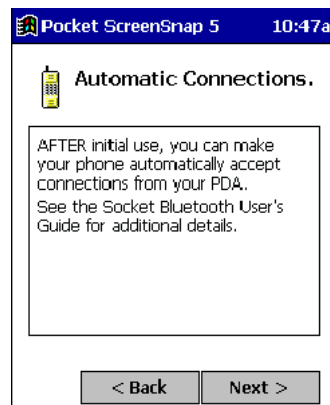 Pocket ScreenSnap 5 10:47a
Automatic Connections.
AFTER initial use, you can make
your phone automatically accept
connections from your PDA.
See the Socket Bluetooth User's
Guide for additional details.
< Back Next >